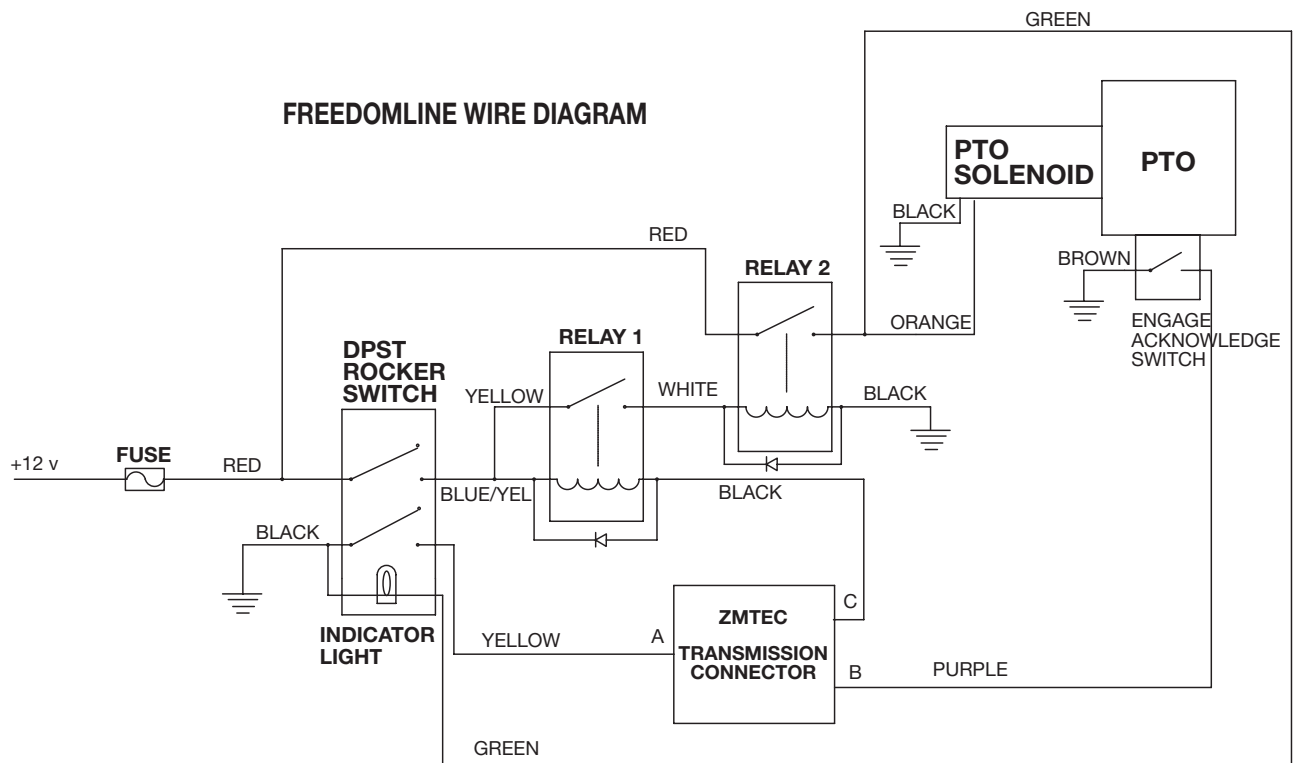 GREEN
FREEDOMLINE WIRE DIAGRAM
PTO
SOLENOID
PTO
BLACK
RED
BROWN
RELAY 2
ORANGE
ENGAGE
ACKNOWLEDGE
SWITCH
RELAY 1
DPST
ROCKER
SWITCH
YELLOW
WHITE
BLACK
FUSE
+12 v
RED
BLUE/YEL
BLACK
BLACK
ZMTEC
TRANSMISSION
CONNECTOR
C
A
B
INDICATOR
LIGHT
YELLOW
PURPLE
GREEN